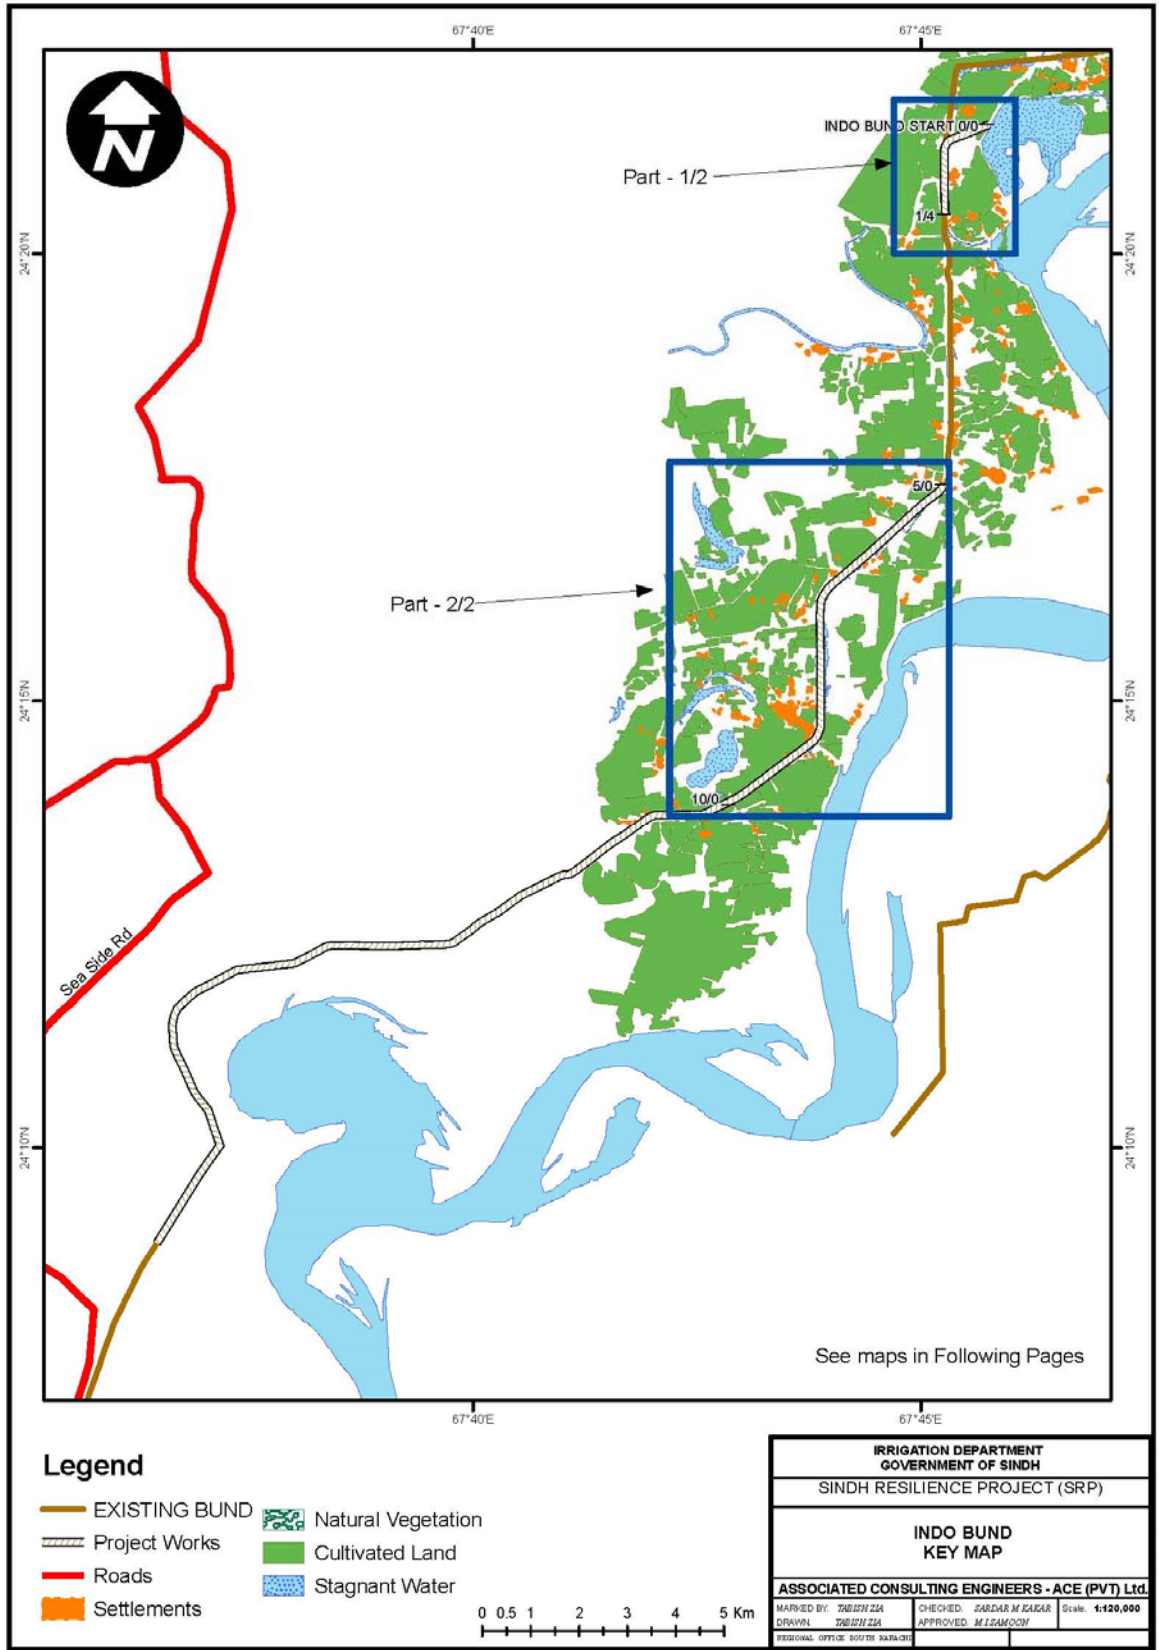 67°40'E
67°45'E
N
INDO BUND START 0/0
Part - 1/2
1/4
24°20'N
24°20'N
5/0
Part - 2/2
24°15'N
24°15'N
10/0
Sea Side Rd
24°10'N
24°10'N
See maps in Following Pages
67°40'E
67°45'E
Legend
EXISTING BUND
Project Works
Roads
Settlements
Natural Vegetation
Cultivated Land
Stagnant Water
0 0.5 1 2 3 4 5 Km
IRRIGATION DEPARTMENT
GOVERNMENT OF SINDH
SINDH RESILIENCE PROJECT (SRP)
INDO BUND
KEY MAP
ASSOCIATED CONSULTING ENGINEERS - ACE (PVT) Ltd.
MARKED BY. TABISH ZIA CHECKED. SARDAR M KAKAR Scale. 1:120,000
DRAWN. TABISH ZIA APPROVED. M.I.SAMOON
REGIONAL OFFICE SOUTH KARACHI